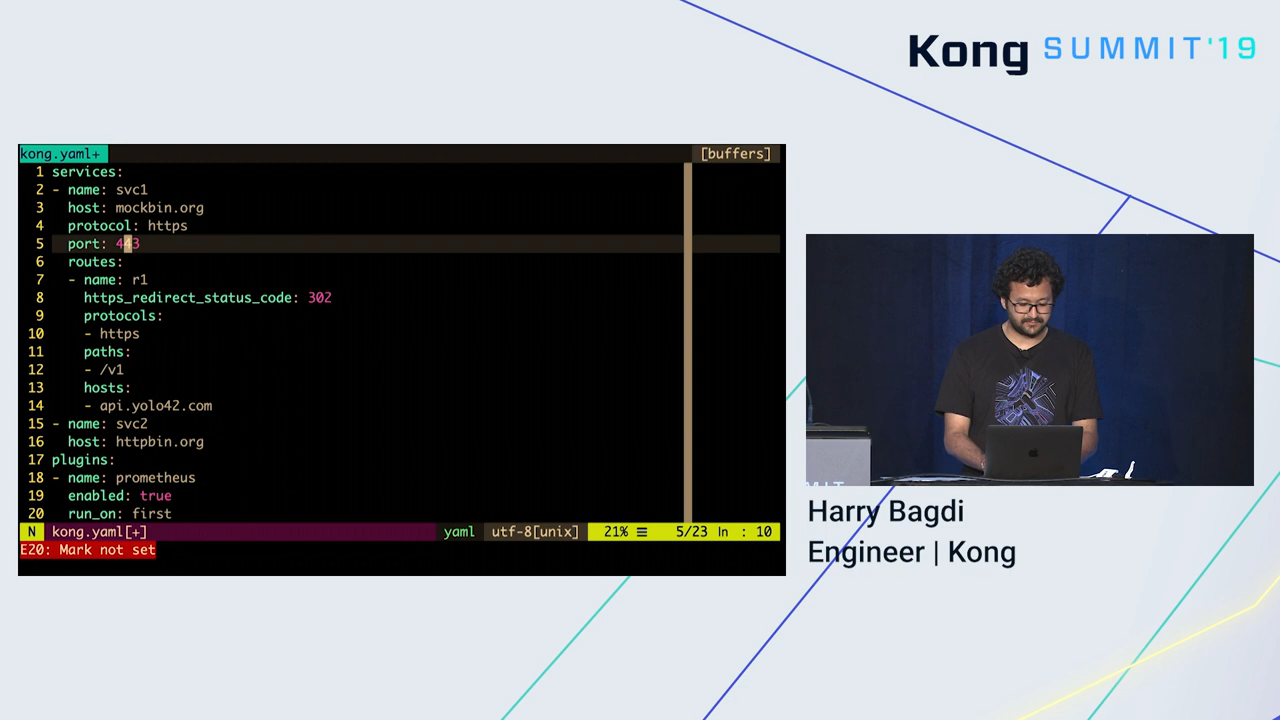 Kong SUMMIT'19
kong.yaml+ [buffers]
1 services:
2 - name: svc1
3 host: mockbin.org
4 protocol: https
5 port: 443
6 routes:
7 - name: r1
8 https_redirect_status_code: 302
9 protocols:
10 - https
11 paths:
12 - /v1
13 hosts:
14 - api.yolo42.com
15 - name: svc2
16 host: httpbin.org
17 plugins:
18 - name: prometheus
19 enabled: true
20 run_on: first
N kong.yaml[+] yaml utf-8[unix] 21% ☰ 5/23 ln : 10
E20: Mark not set
MIT
Harry Bagdi
Engineer | Kong